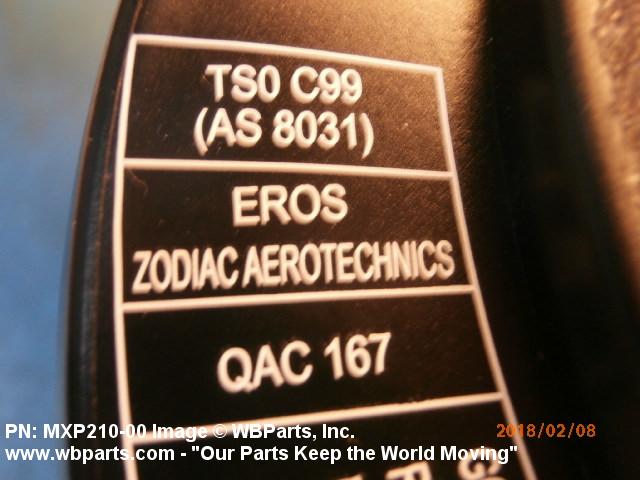 TS0 C99
(AS 8031)
EROS
ZODIAC AEROTECHNICS
QAC 167
PN: MXP210-00 Image © WBParts, Inc.
2018/02/08
www.wbparts.com - "Our Parts Keep the World Moving"